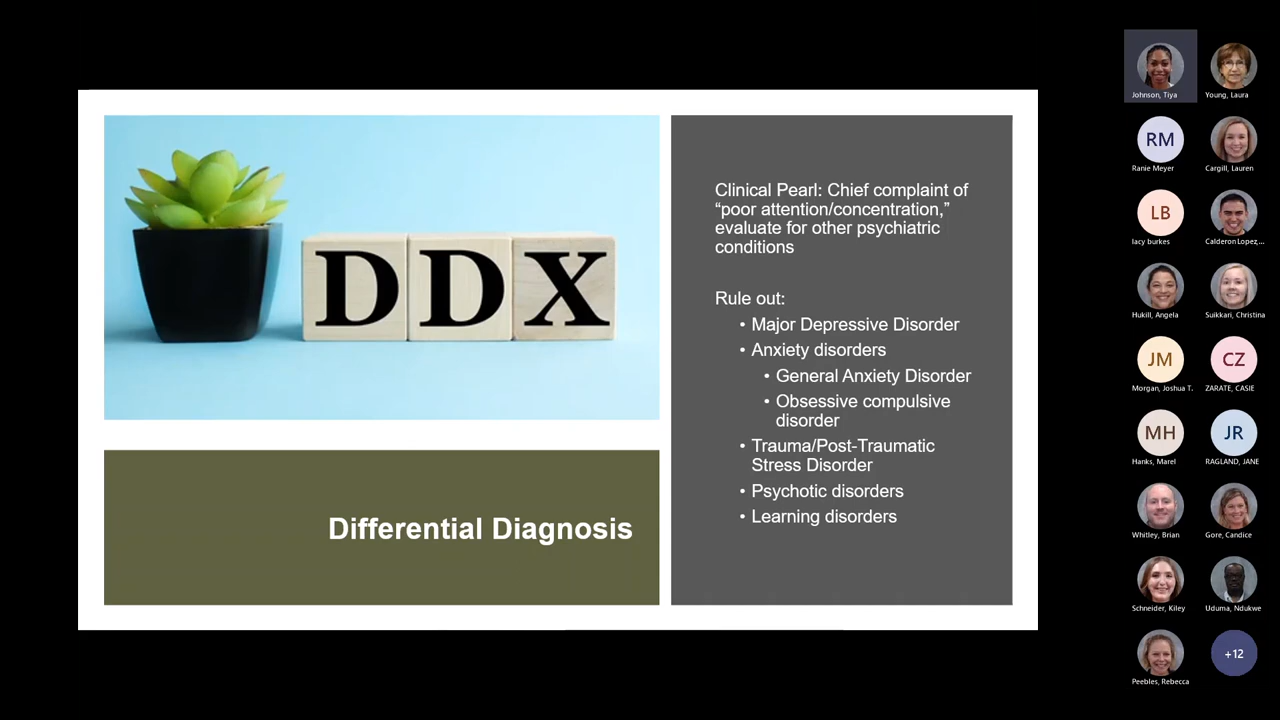 DDX
Differential Diagnosis
Clinical Pearl: Chief complaint of
“poor attention/concentration,”
evaluate for other psychiatric
conditions
Rule out:
• Major Depressive Disorder
• Anxiety disorders
• General Anxiety Disorder
• Obsessive compulsive
disorder
• Trauma/Post-Traumatic
Stress Disorder
• Psychotic disorders
• Learning disorders
Johnson, Tiya
Young, Laura
RM
Ranie Meyer
Cargill, Lauren
LB
lacy burkes
Calderon Lopez,...
Hukill, Angela
Suikkari, Christina
JM
Morgan, Joshua T.
CZ
ZARATE, CASIE
MH
Hanks, Marel
JR
RAGLAND, JANE
Whitley, Brian
Gore, Candice
Schneider, Kiley
Uduma, Ndukwe
Peebles, Rebecca
+12